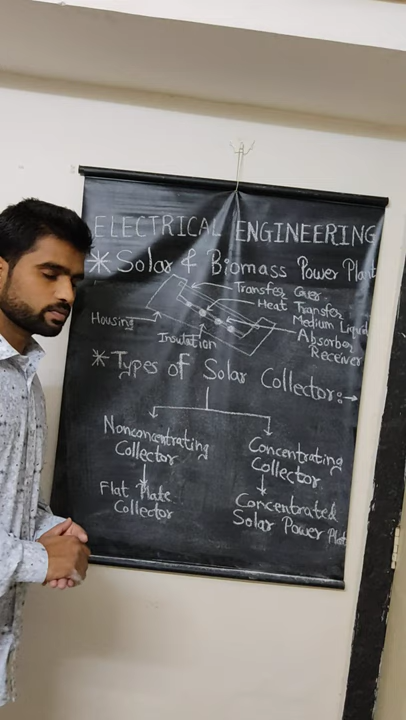 ELECTRICAL ENGINEERING
* Solar & Biomass Power Plant
Transfer Cover
Heat Transfer
Medium Liquid
Housing
Absorber
Insulation
Receiver
* Types of Solar Collector:→
Nonconcentrating
Collector
Concentrating
Collector
Flat Plate
Collector
Concentrated
Solar Power Plat